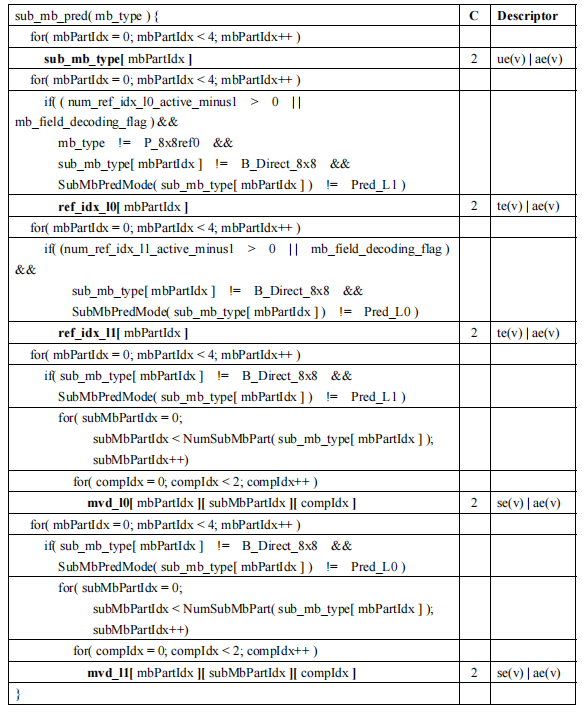 sub_mb_pred( mb_type ) { C Descriptor
for( mbPartIdx = 0; mbPartIdx < 4; mbPartIdx++ )
sub_mb_type[ mbPartIdx ] 2 ue(v) | ae(v)
for( mbPartIdx = 0; mbPartIdx < 4; mbPartIdx++ )
if( ( num_ref_idx_l0_active_minus1 > 0 ||
mb_field_decoding_flag ) &&
mb_type != P_8x8ref0 &&
sub_mb_type[ mbPartIdx ] != B_Direct_8x8 &&
SubMbPredMode( sub_mb_type[ mbPartIdx ] ) != Pred_L1 )
ref_idx_l0[ mbPartIdx ] 2 te(v) | ae(v)
for( mbPartIdx = 0; mbPartIdx < 4; mbPartIdx++ )
if( (num_ref_idx_l1_active_minus1 > 0 || mb_field_decoding_flag )
&&
sub_mb_type[ mbPartIdx ] != B_Direct_8x8 &&
SubMbPredMode( sub_mb_type[ mbPartIdx ] ) != Pred_L0 )
ref_idx_l1[ mbPartIdx ] 2 te(v) | ae(v)
for( mbPartIdx = 0; mbPartIdx < 4; mbPartIdx++ )
if( sub_mb_type[ mbPartIdx ] != B_Direct_8x8 &&
SubMbPredMode( sub_mb_type[ mbPartIdx ] ) != Pred_L1 )
for( subMbPartIdx = 0;
subMbPartIdx < NumSubMbPart( sub_mb_type[ mbPartIdx ] );
subMbPartIdx++)
for( compIdx = 0; compIdx < 2; compIdx++ )
mvd_l0[ mbPartIdx ][ subMbPartIdx ][ compIdx ] 2 se(v) | ae(v)
for( mbPartIdx = 0; mbPartIdx < 4; mbPartIdx++ )
if( sub_mb_type[ mbPartIdx ] != B_Direct_8x8 &&
SubMbPredMode( sub_mb_type[ mbPartIdx ] ) != Pred_L0 )
for( subMbPartIdx = 0;
subMbPartIdx < NumSubMbPart( sub_mb_type[ mbPartIdx ] );
subMbPartIdx++)
for( compIdx = 0; compIdx < 2; compIdx++ )
mvd_l1[ mbPartIdx ][ subMbPartIdx ][ compIdx ] 2 se(v) | ae(v)
}